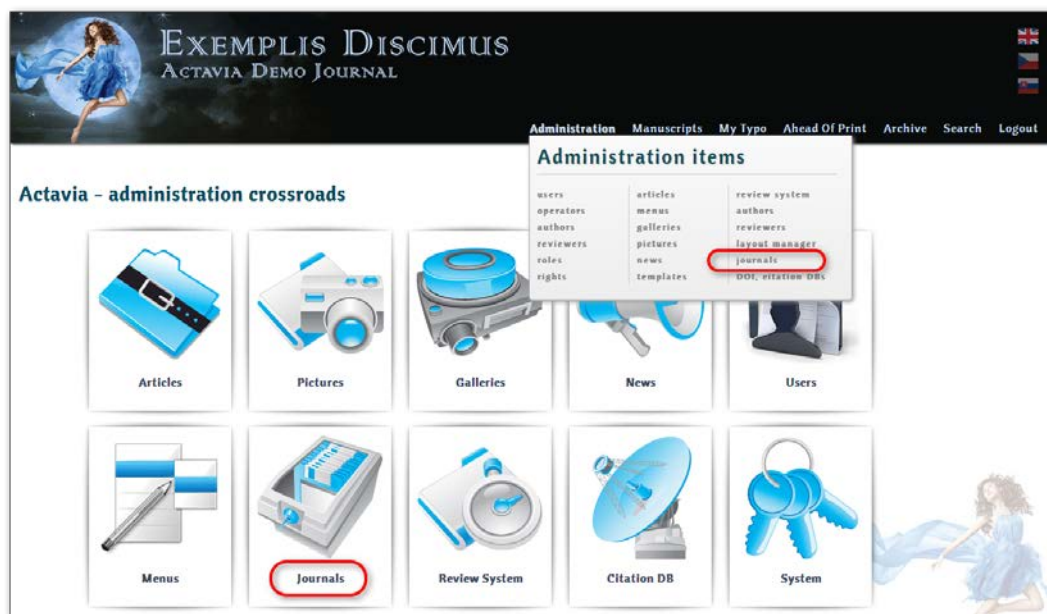 Exemplis Discimus
Actavia Demo Journal
Administration Manuscripts My Typo Ahead Of Print Archive Search Logout
Administration items
users articles review system
operators menus authors
authors galleries reviewers
reviewers pictures layout manager
roles news journals
rights templates DOI, citation DBs
Actavia - administration crossroads
Articles Pictures Galleries News Users
Menus Journals Review System Citation DB System